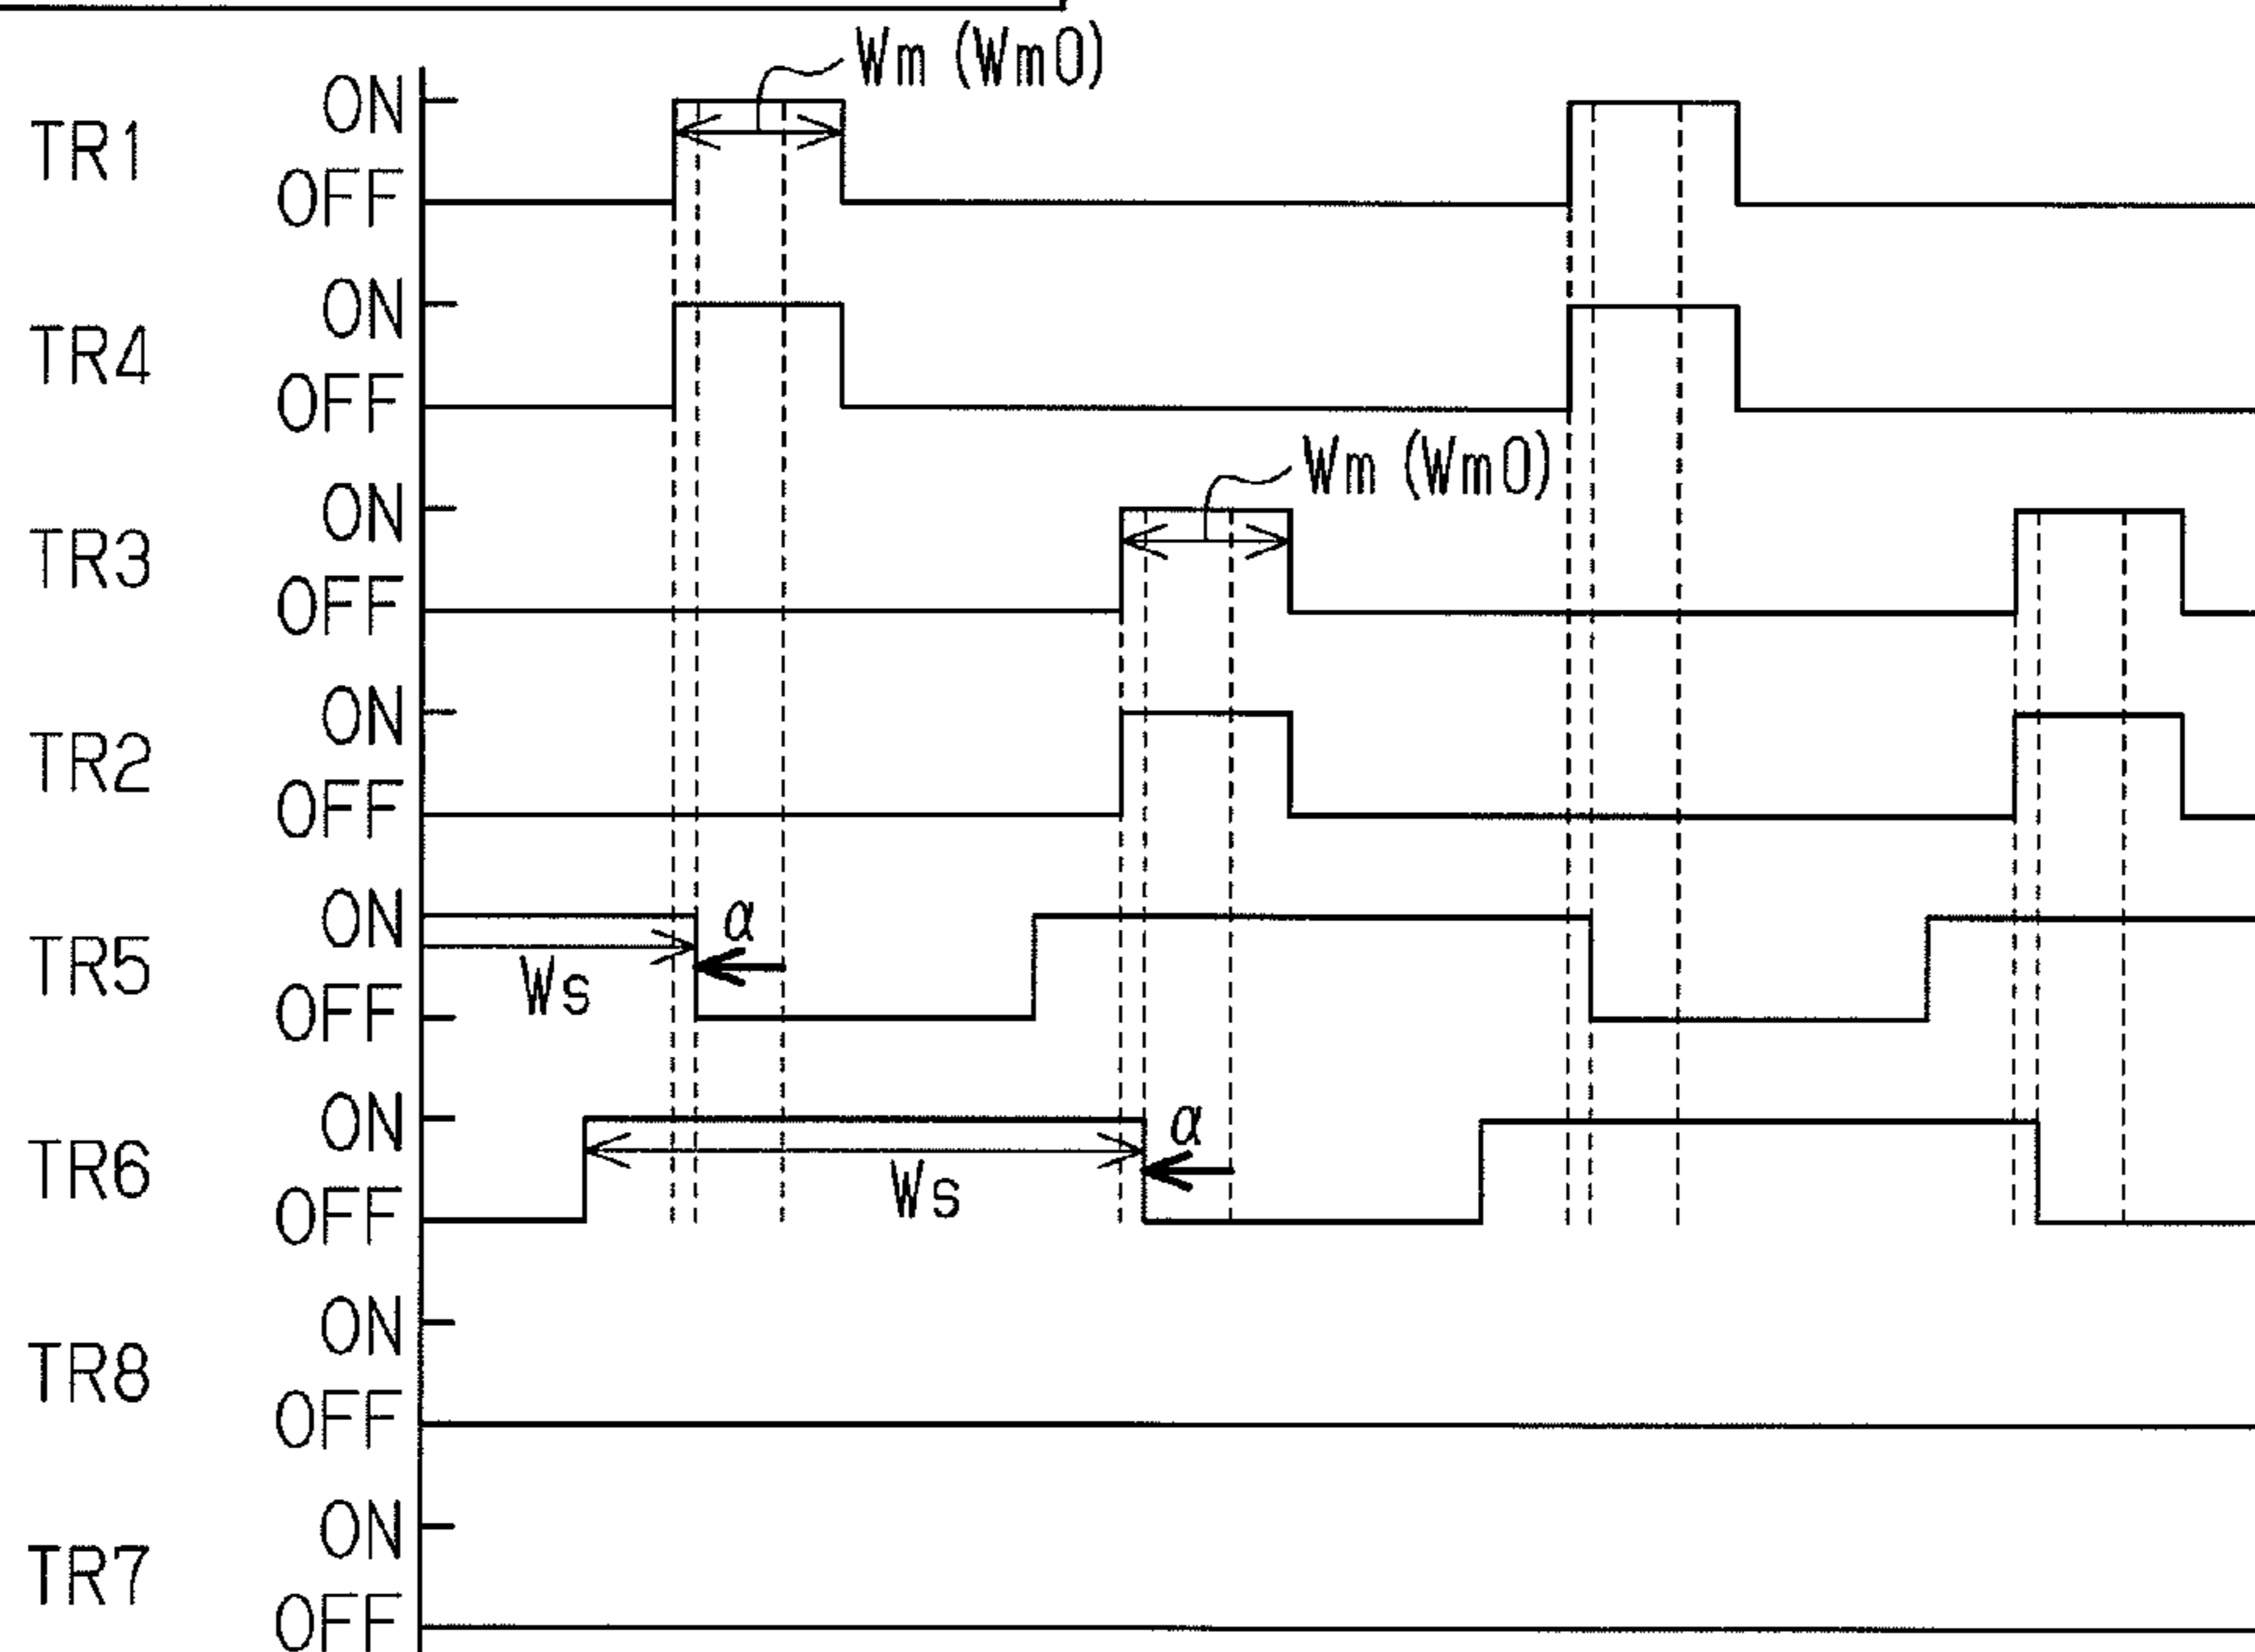 Wm (Wm0)
ON
TR1
OFF
ON
TR4
OFF
Wm (Wm0)
ON
TR3
OFF
ON
TR2
OFF
ON
α
TR5
Ws
OFF
ON
α
TR6
Ws
OFF
ON
TR8
OFF
ON
TR7
OFF